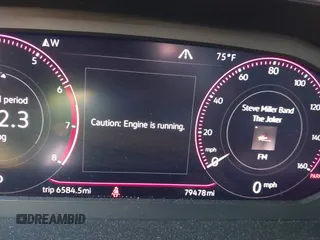 W
75°F
5
6
7
8
period
2.3
Caution: Engine is running.
trip 6584.5mi
79478mi
0
20
40
60
80
100
120
140
160
mph
Steve Miller Band
The Joker
FM
0 mph
PARK
DREAMBID